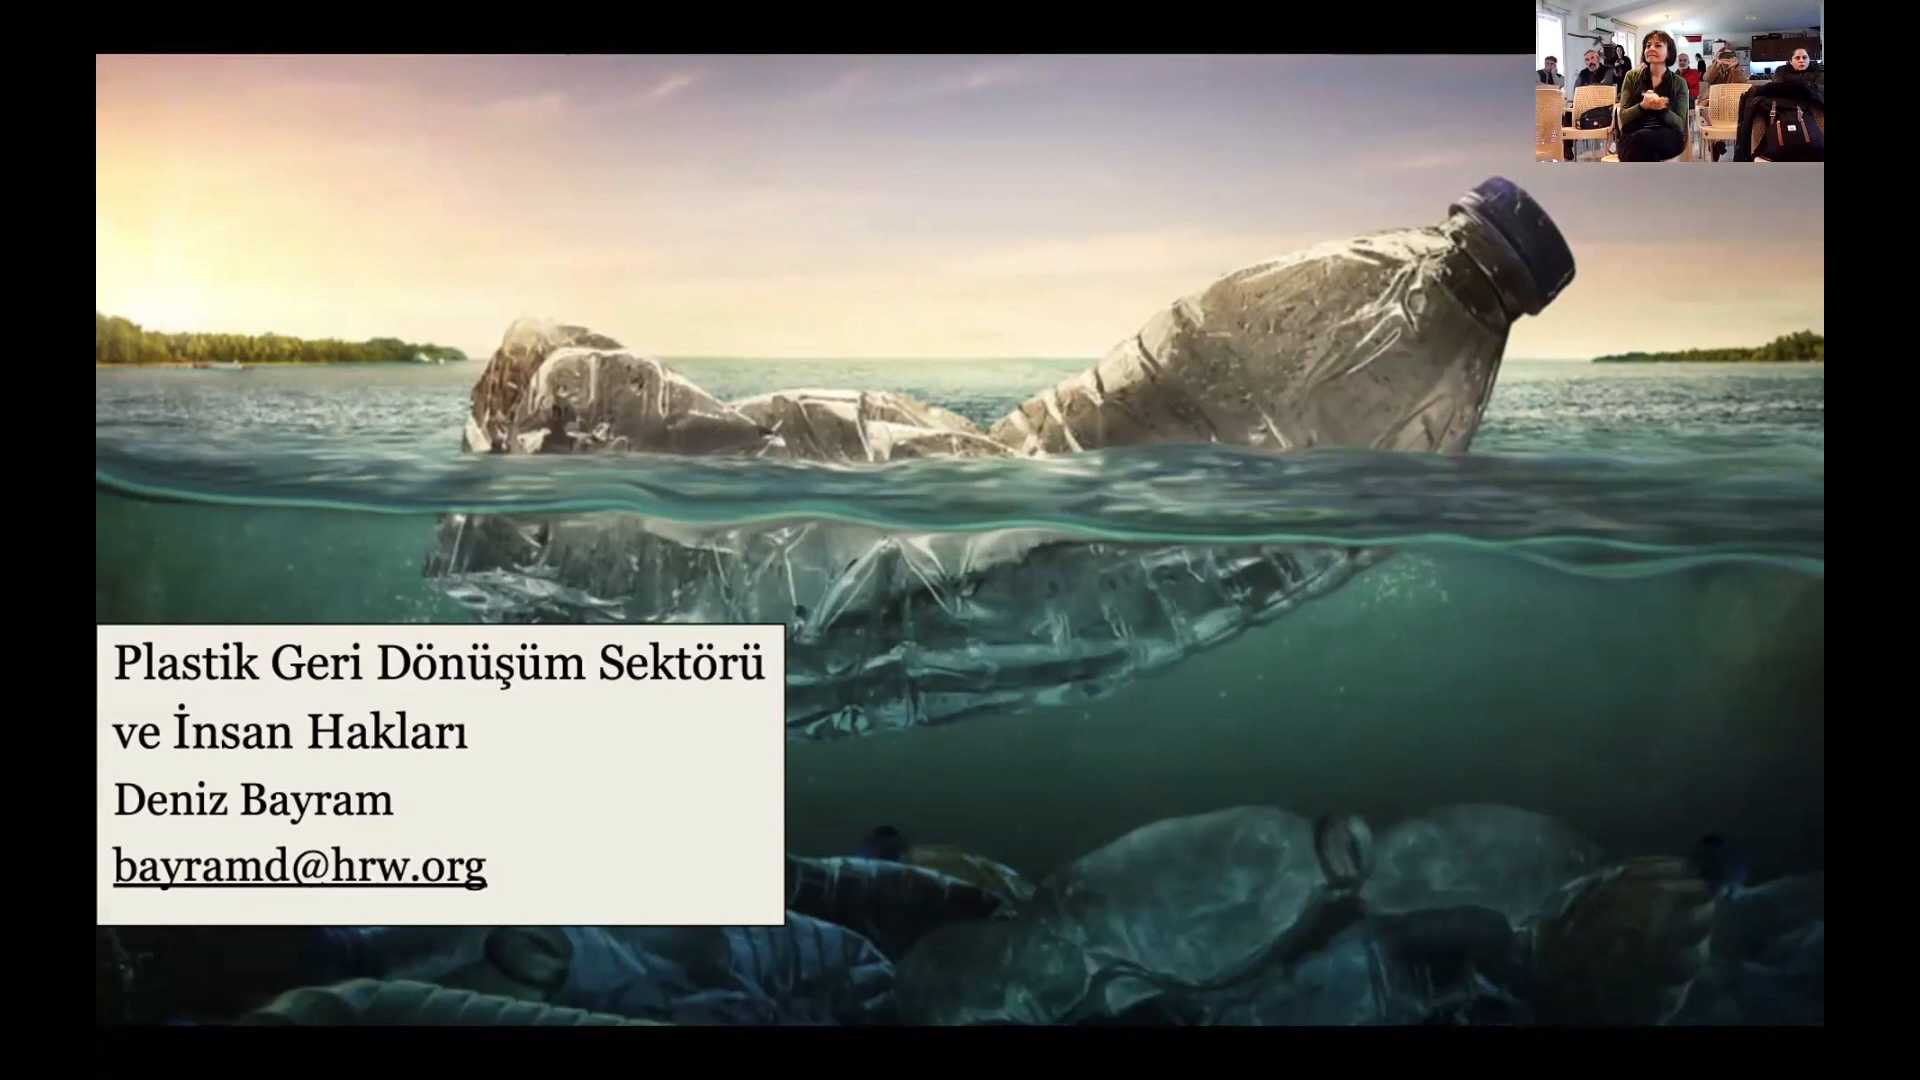 Plastik Geri Dönüşüm Sektörü
ve İnsan Hakları
Deniz Bayram
bayramd@hrw.org